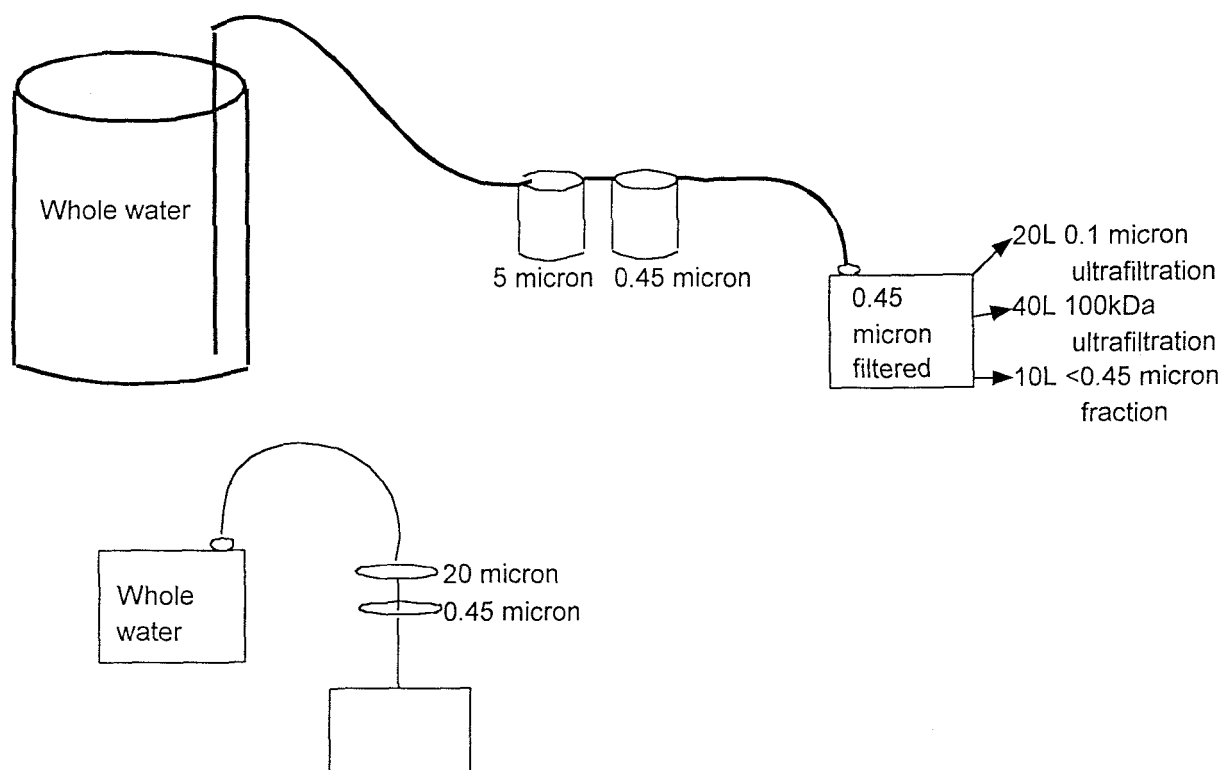 Whole water
5 micron
0.45 micron
0.45
micron
filtered
20L 0.1 micron
ultrafiltration
40L 100kDa
ultrafiltration
10L <0.45 micron
fraction
Whole
water
20 micron
0.45 micron